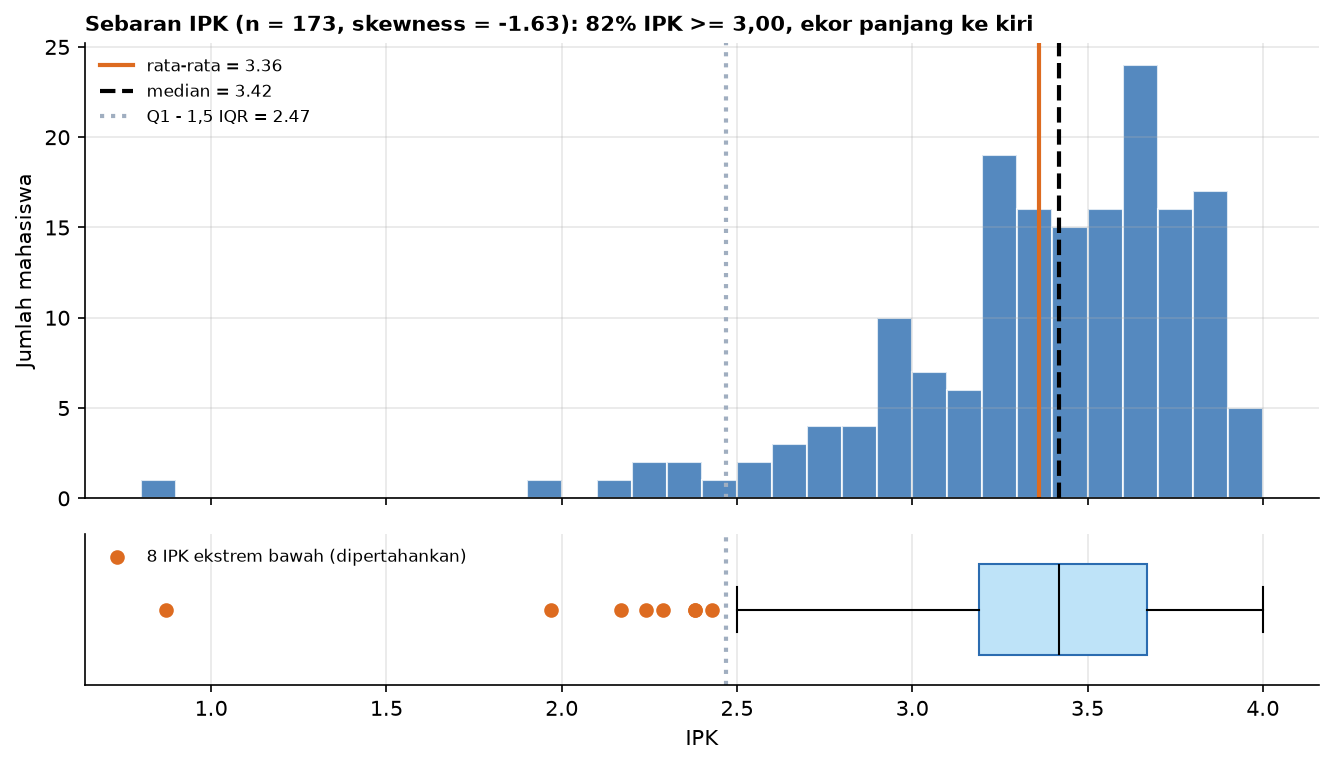 Sebaran IPK (n = 173, skewness = -1.63): 82% IPK >= 3,00, ekor panjang ke kiri
25
20
15
10
5
0
Jumlah mahasiswa
rata-rata = 3.36
median = 3.42
Q1 - 1,5 IQR = 2.47
8 IPK ekstrem bawah (dipertahankan)
1.0 1.5 2.0 2.5 3.0 3.5 4.0
IPK